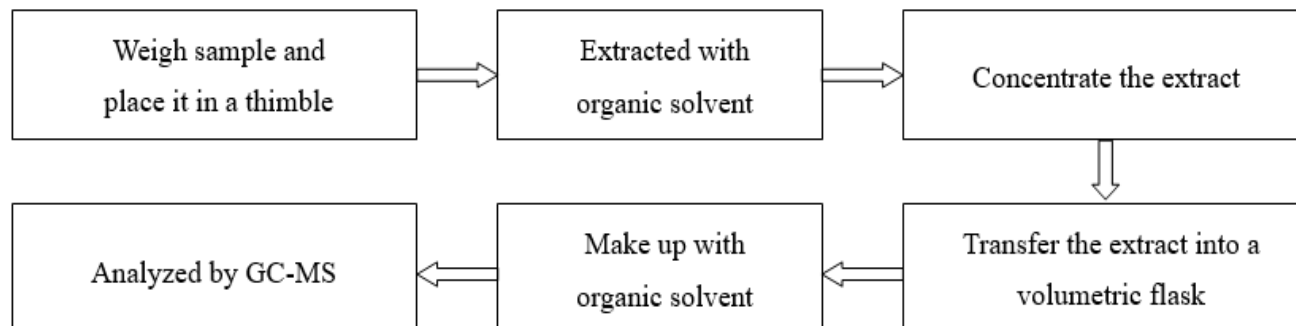 Weigh sample and
place it in a thimble
Extracted with
organic solvent
Concentrate the extract
Transfer the extract into a
volumetric flask
Make up with
organic solvent
Analyzed by GC-MS